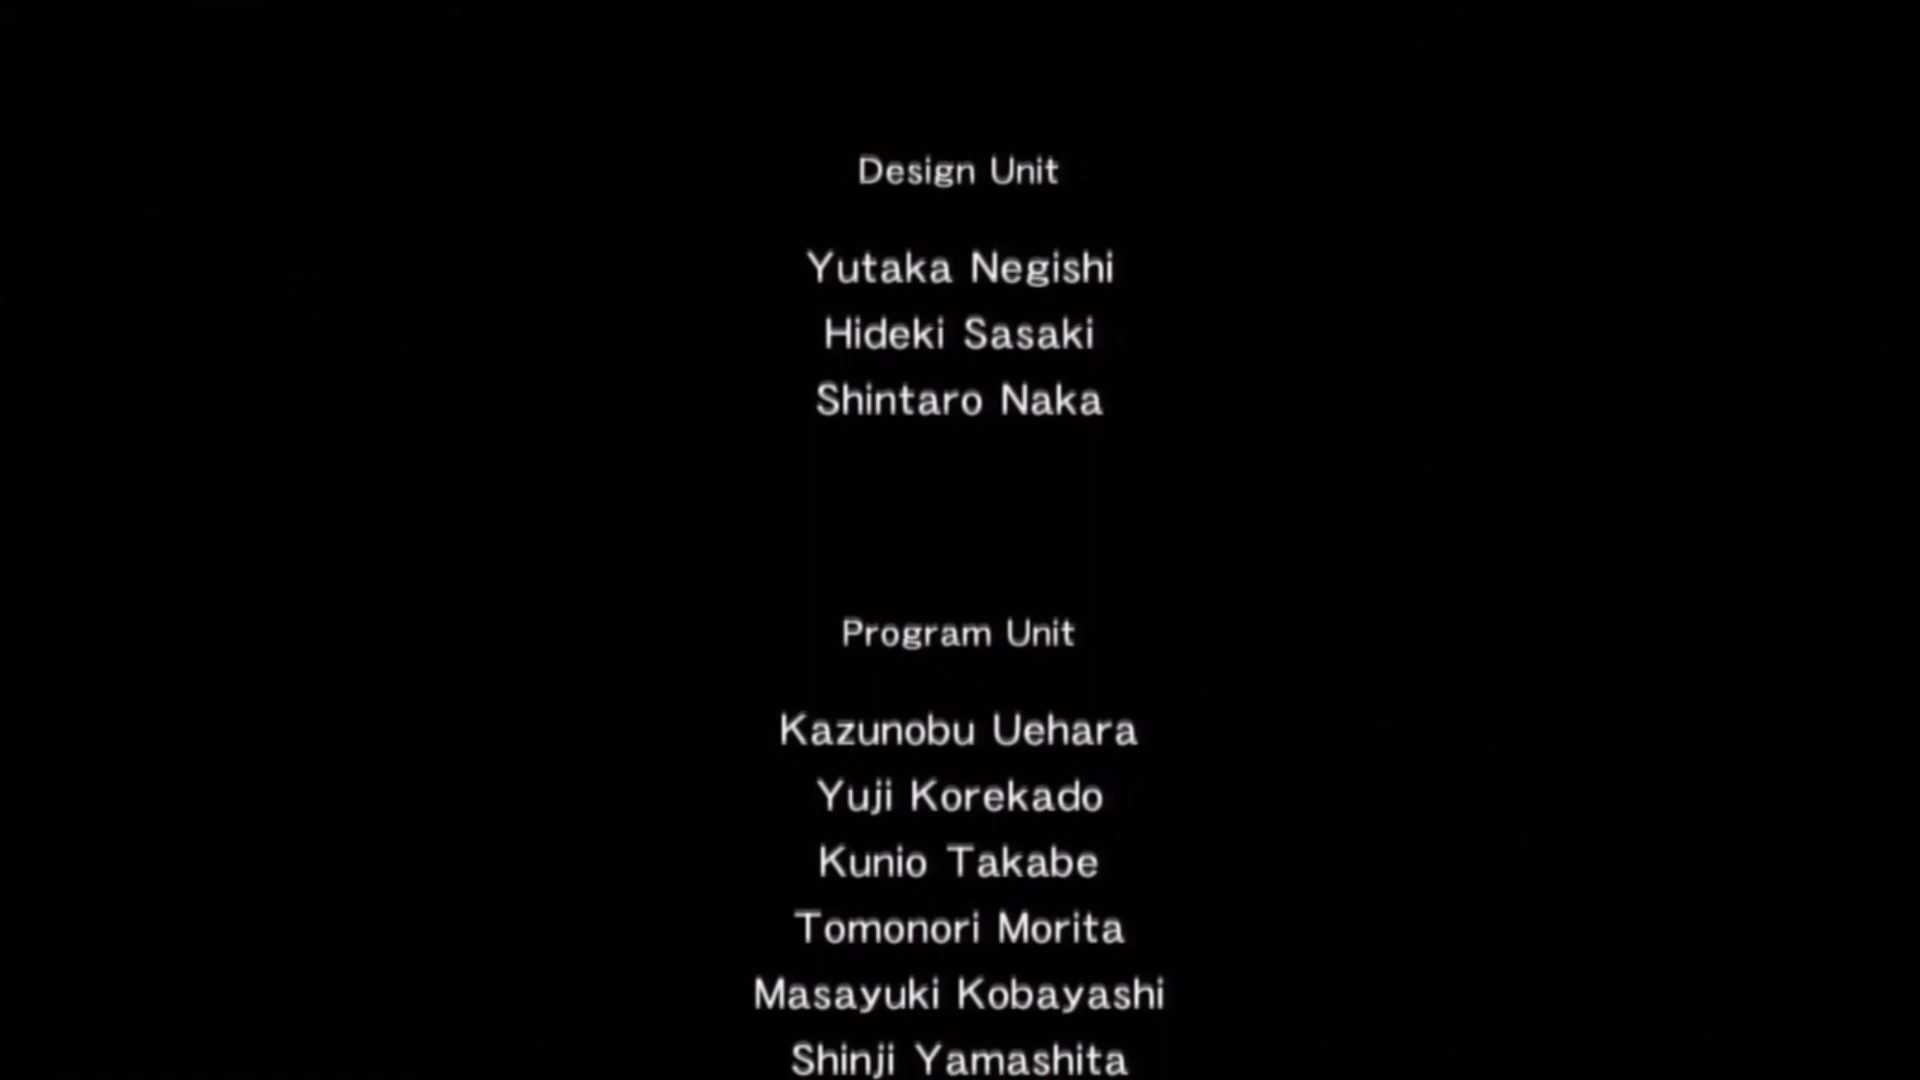 Design Unit
Yutaka Negishi
Hideki Sasaki
Shintaro Naka
Program Unit
Kazunobu Uehara
Yuji Korekado
Kunio Takabe
Tomonori Morita
Masayuki Kobayashi
Shinji Yamashita